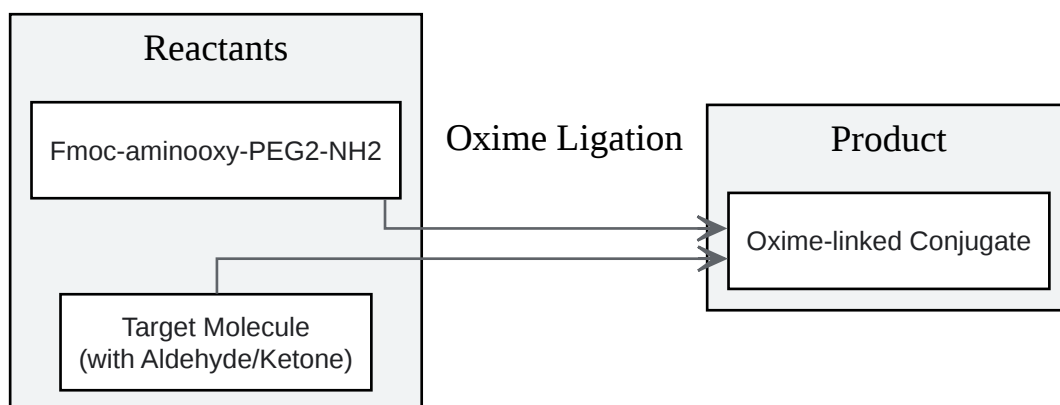 Reactants
Fmoc-aminooxy-PEG2-NH2
Oxime Ligation
Product
Oxime-linked Conjugate
Target Molecule
(with Aldehyde/Ketone)